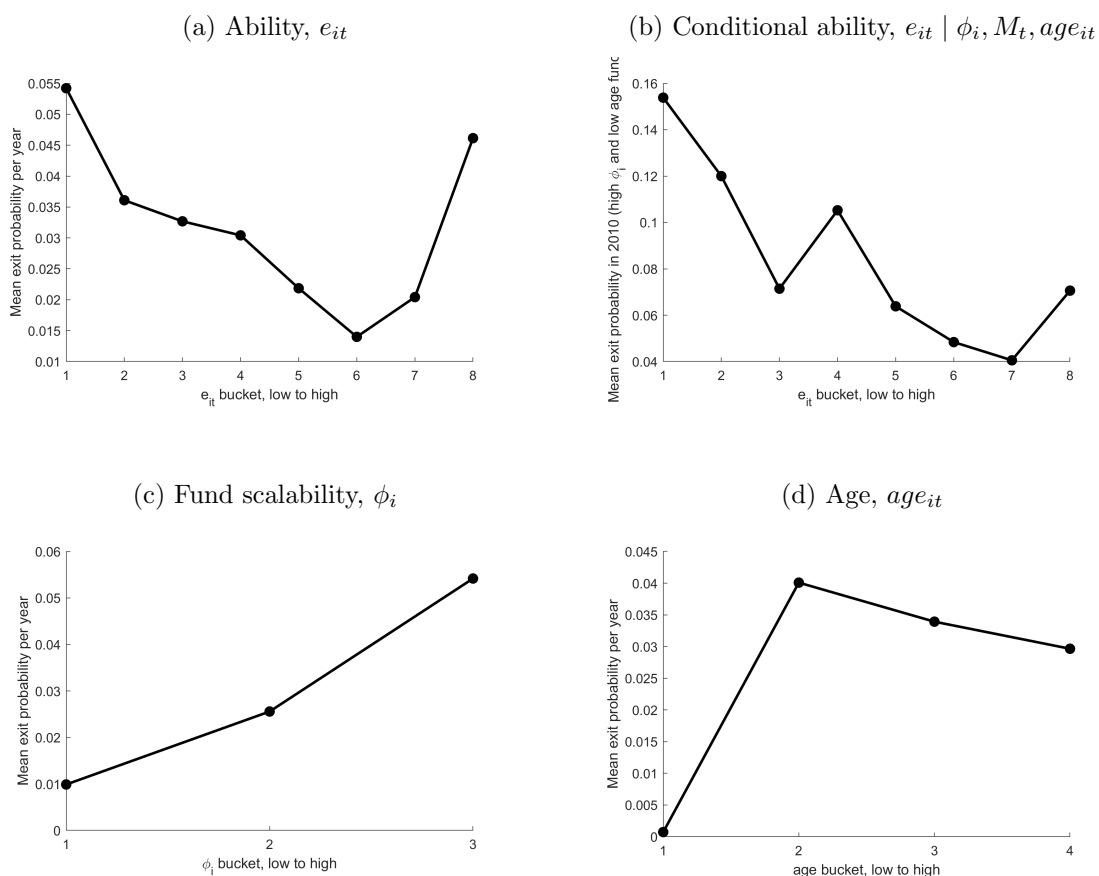 (a) Ability, e_it
(b) Conditional ability, e_it | ϕ_i, M_t, age_it
0.055
0.05
0.045
0.04
0.035
0.03
0.025
0.02
0.015
0.01
Mean exit probability per year
1 2 3 4 5 6 7 8
e_it bucket, low to high
0.16
0.14
0.12
0.1
0.08
0.06
0.04
Mean exit probability in 2010 (high ϕ_i and low age func
1 2 3 4 5 6 7 8
e_it bucket, low to high
(c) Fund scalability, ϕ_i
(d) Age, age_it
0.06
0.05
0.04
0.03
0.02
0.01
0
Mean exit probability per year
1 2 3
ϕ_i bucket, low to high
0.045
0.04
0.035
0.03
0.025
0.02
0.015
0.01
0.005
0
Mean exit probability per year
1 2 3 4
age bucket, low to high